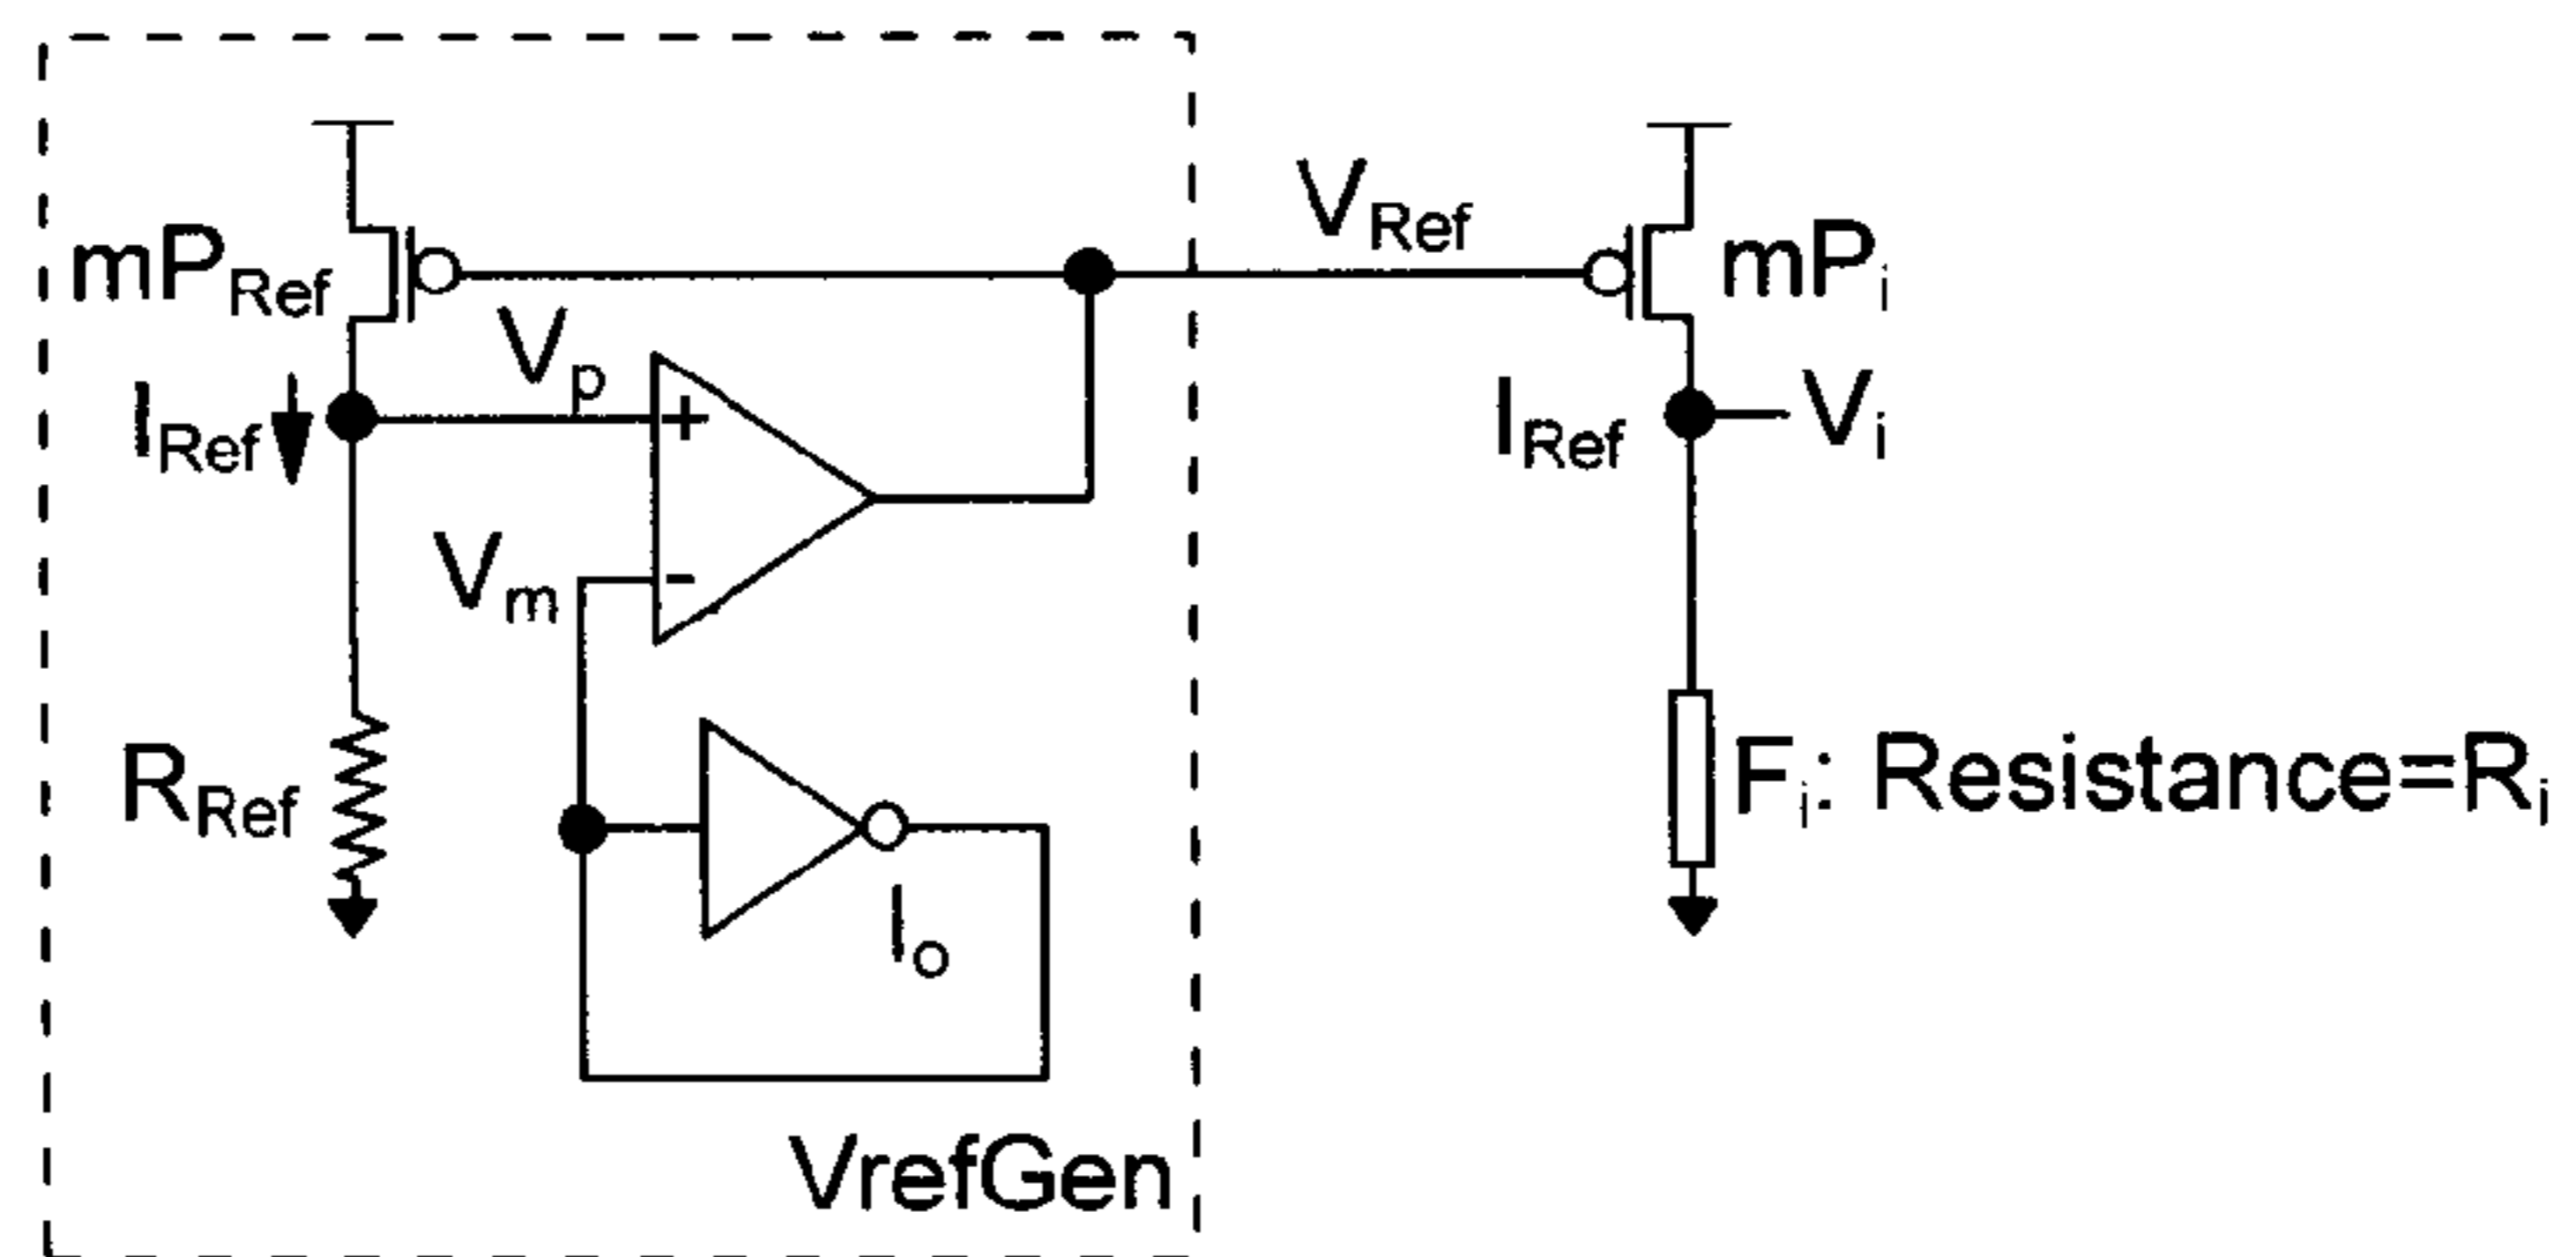 V_Ref
mP_Ref
mP_i
V_p
+
I_Ref
I_Ref
V_i
V_m
-
R_Ref
F_i: Resistance=R_i
I_o
VrefGen